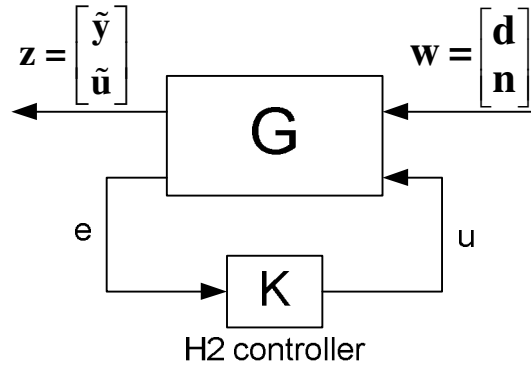 z = [ỹ ũ]
w = [d n]
G
e
u
K
H2 controller